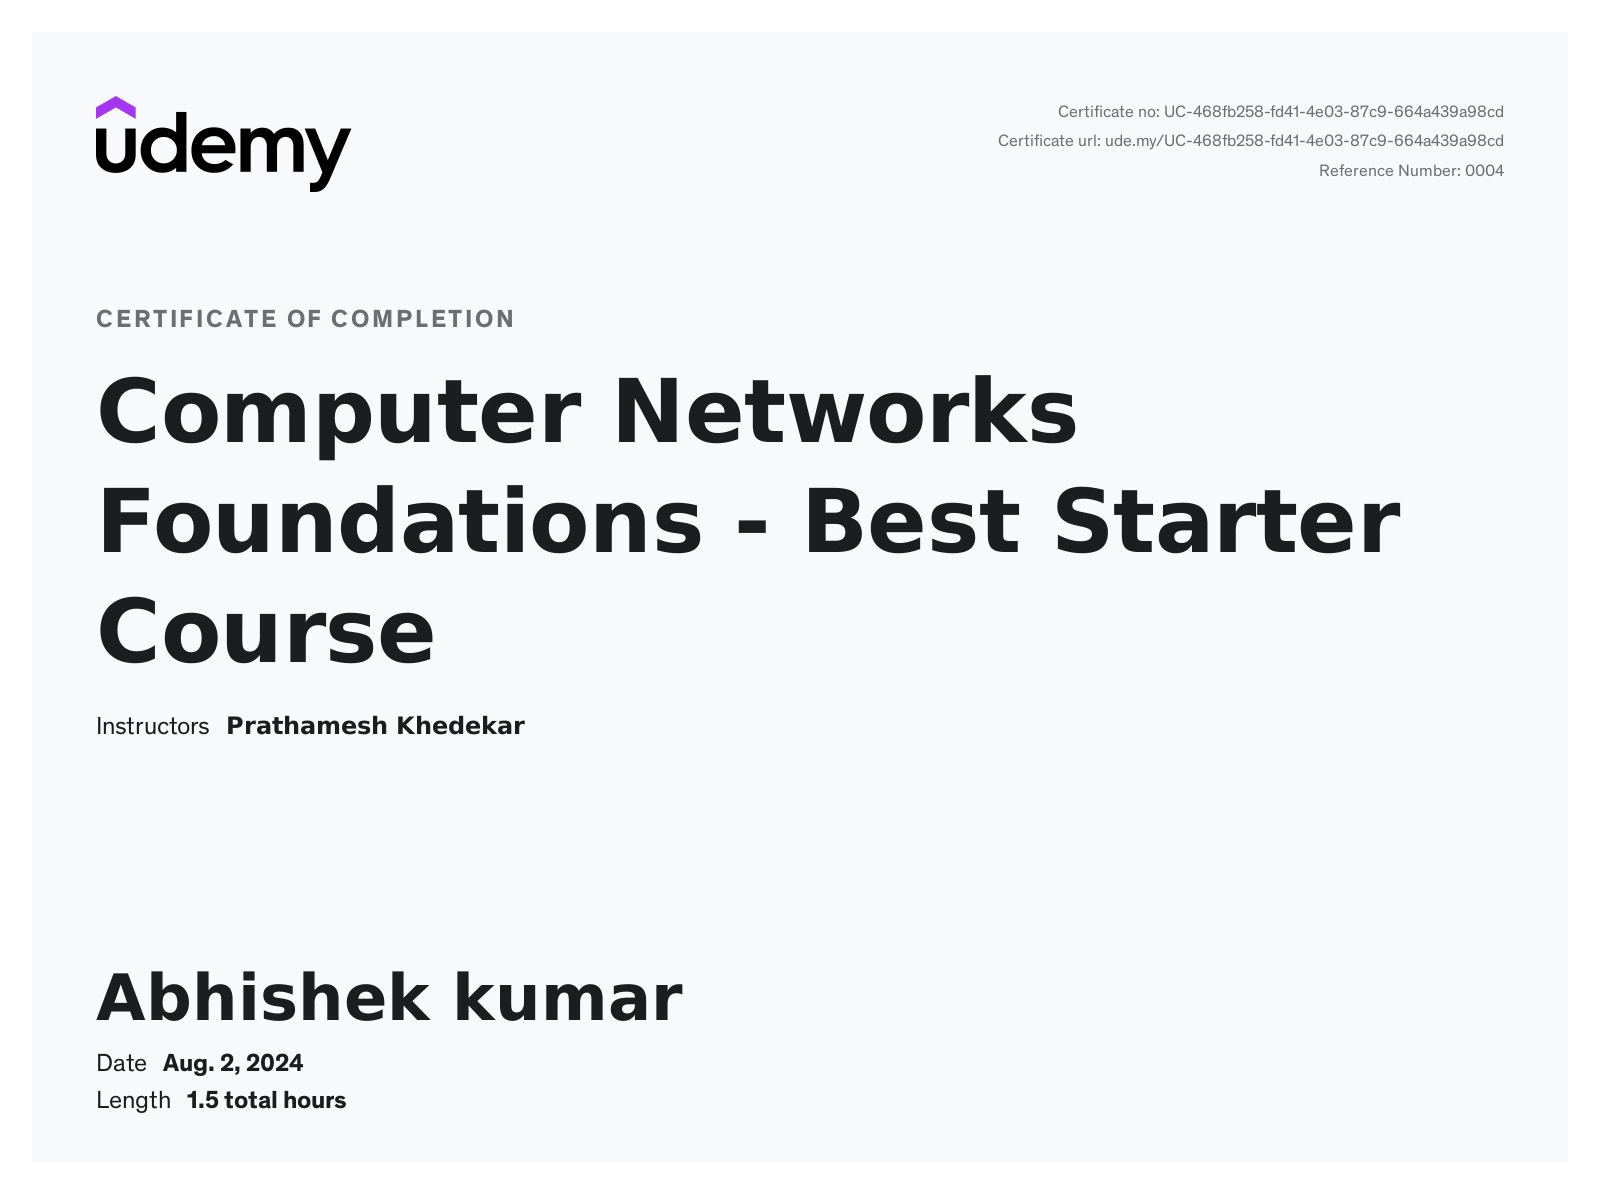 udemy
Certificate no: UC-468fb258-fd41-4e03-87c9-664a439a98cd
Certificate url: ude.my/UC-468fb258-fd41-4e03-87c9-664a439a98cd
Reference Number: 0004
CERTIFICATE OF COMPLETION
Computer Networks
Foundations - Best Starter
Course
Instructors Prathamesh Khedekar
Abhishek kumar
Date Aug. 2, 2024
Length 1.5 total hours